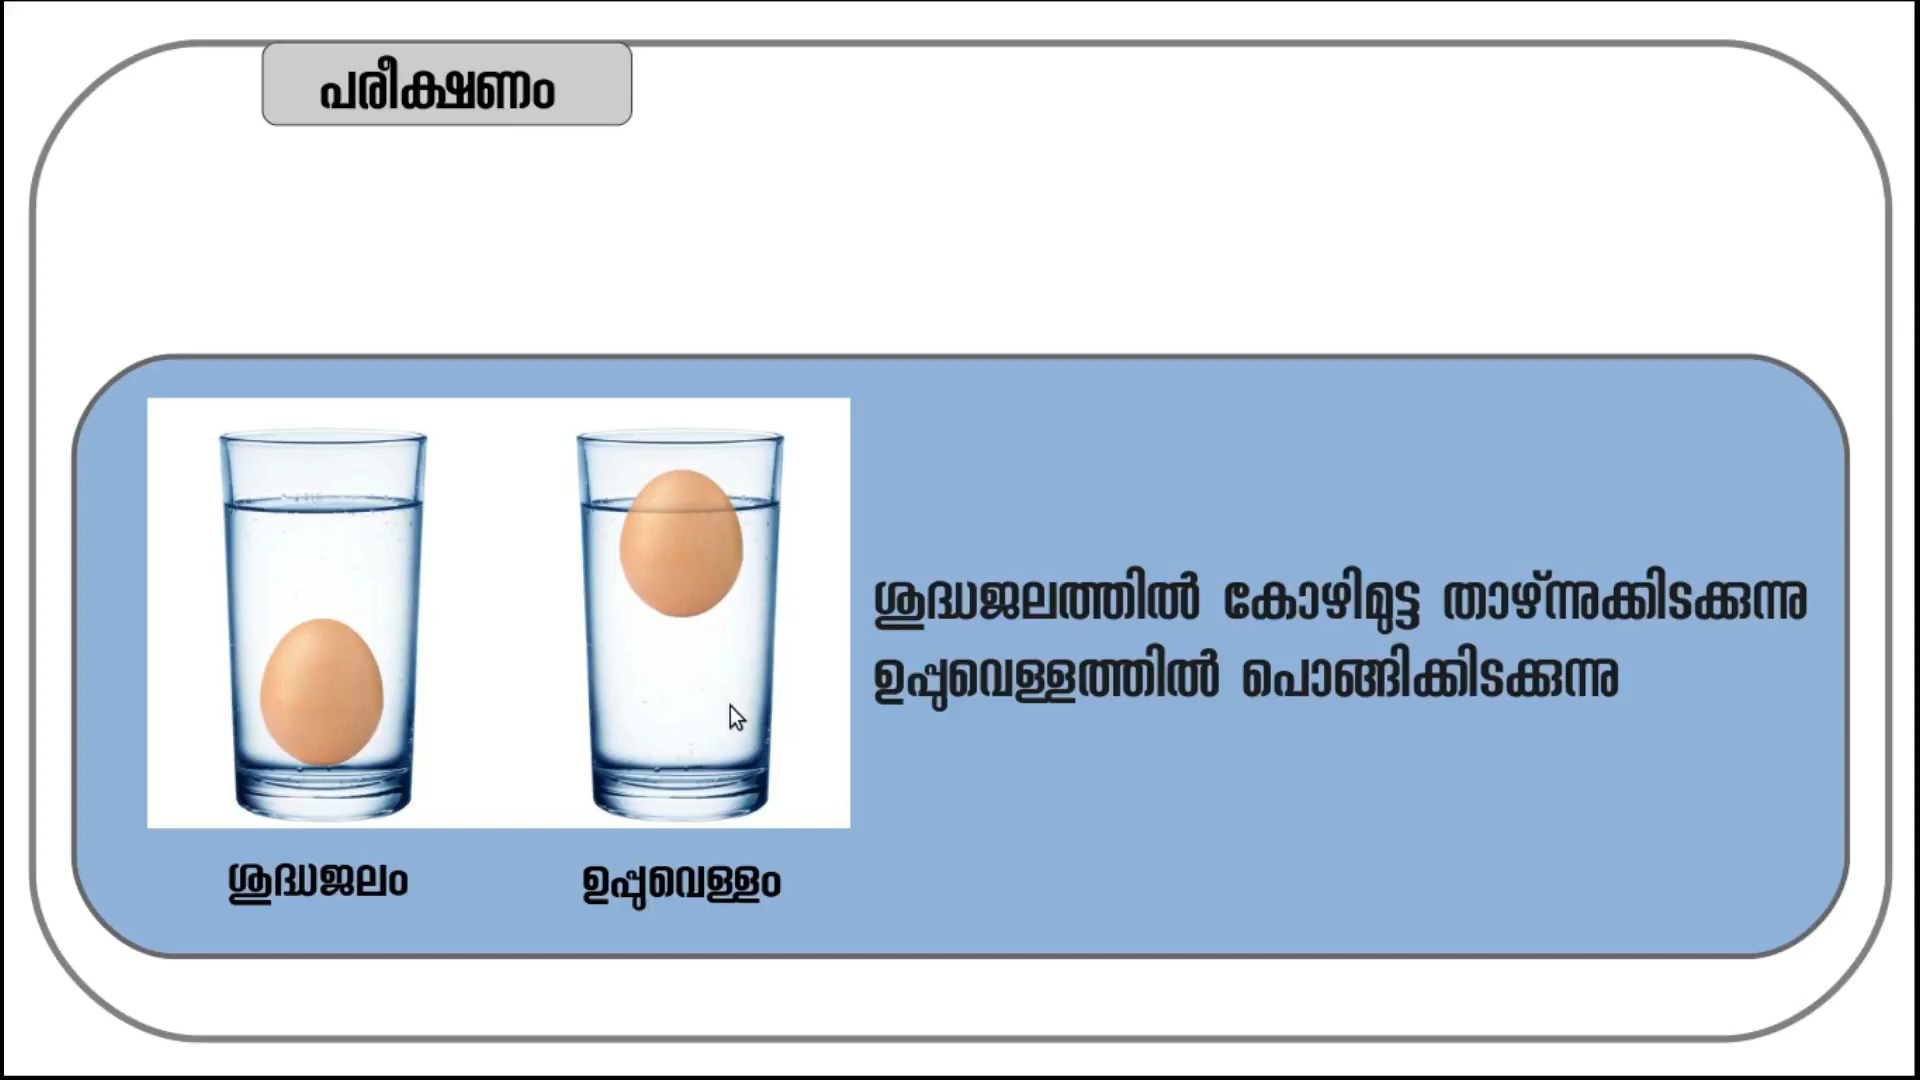 പരീക്ഷണം
ശുദ്ധജലത്തിൽ കോഴിമുട്ട താഴ്ന്നുക്കിടക്കുന്നു
ഉപ്പുവെള്ളത്തിൽ പൊങ്ങിക്കിടക്കുന്നു
ശുദ്ധജലം
ഉപ്പുവെള്ളം